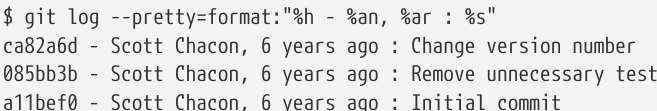 $ git log --pretty=format:"%h - %an, %ar : %s"
ca82a6d - Scott Chacon, 6 years ago : Change version number
085bb3b - Scott Chacon, 6 years ago : Remove unnecessary test
a11bef0 - Scott Chacon, 6 years ago : Initial commit